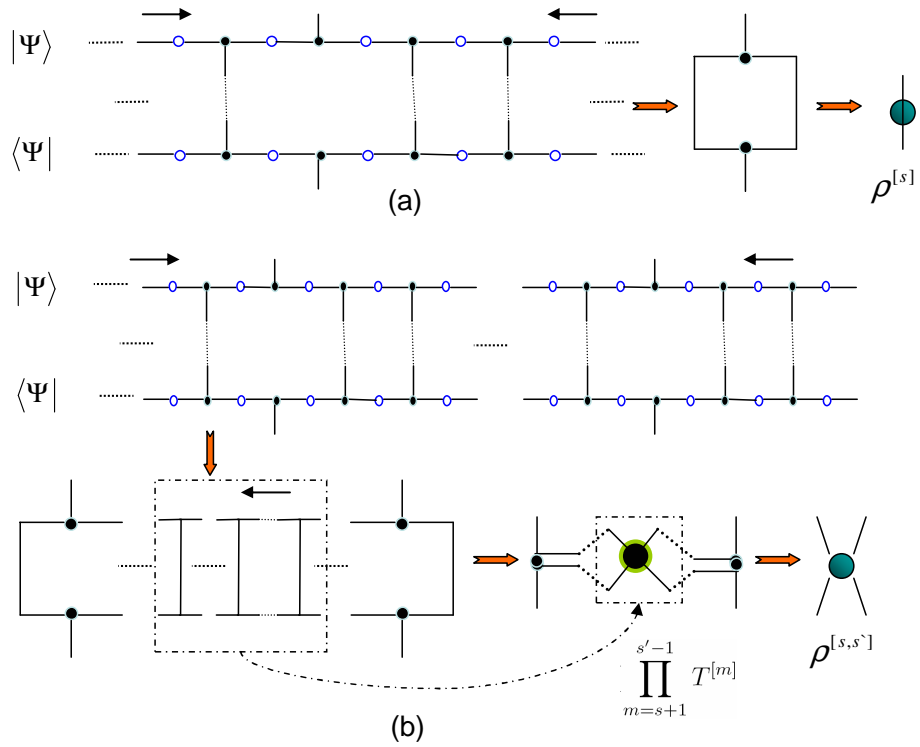 |Ψ⟩
⟨Ψ|
ρ^{[s]}
(a)
|Ψ⟩
⟨Ψ|
∏_{m=s+1}^{s′−1} T^{[m]}
ρ^{[s,s`]}
(b)